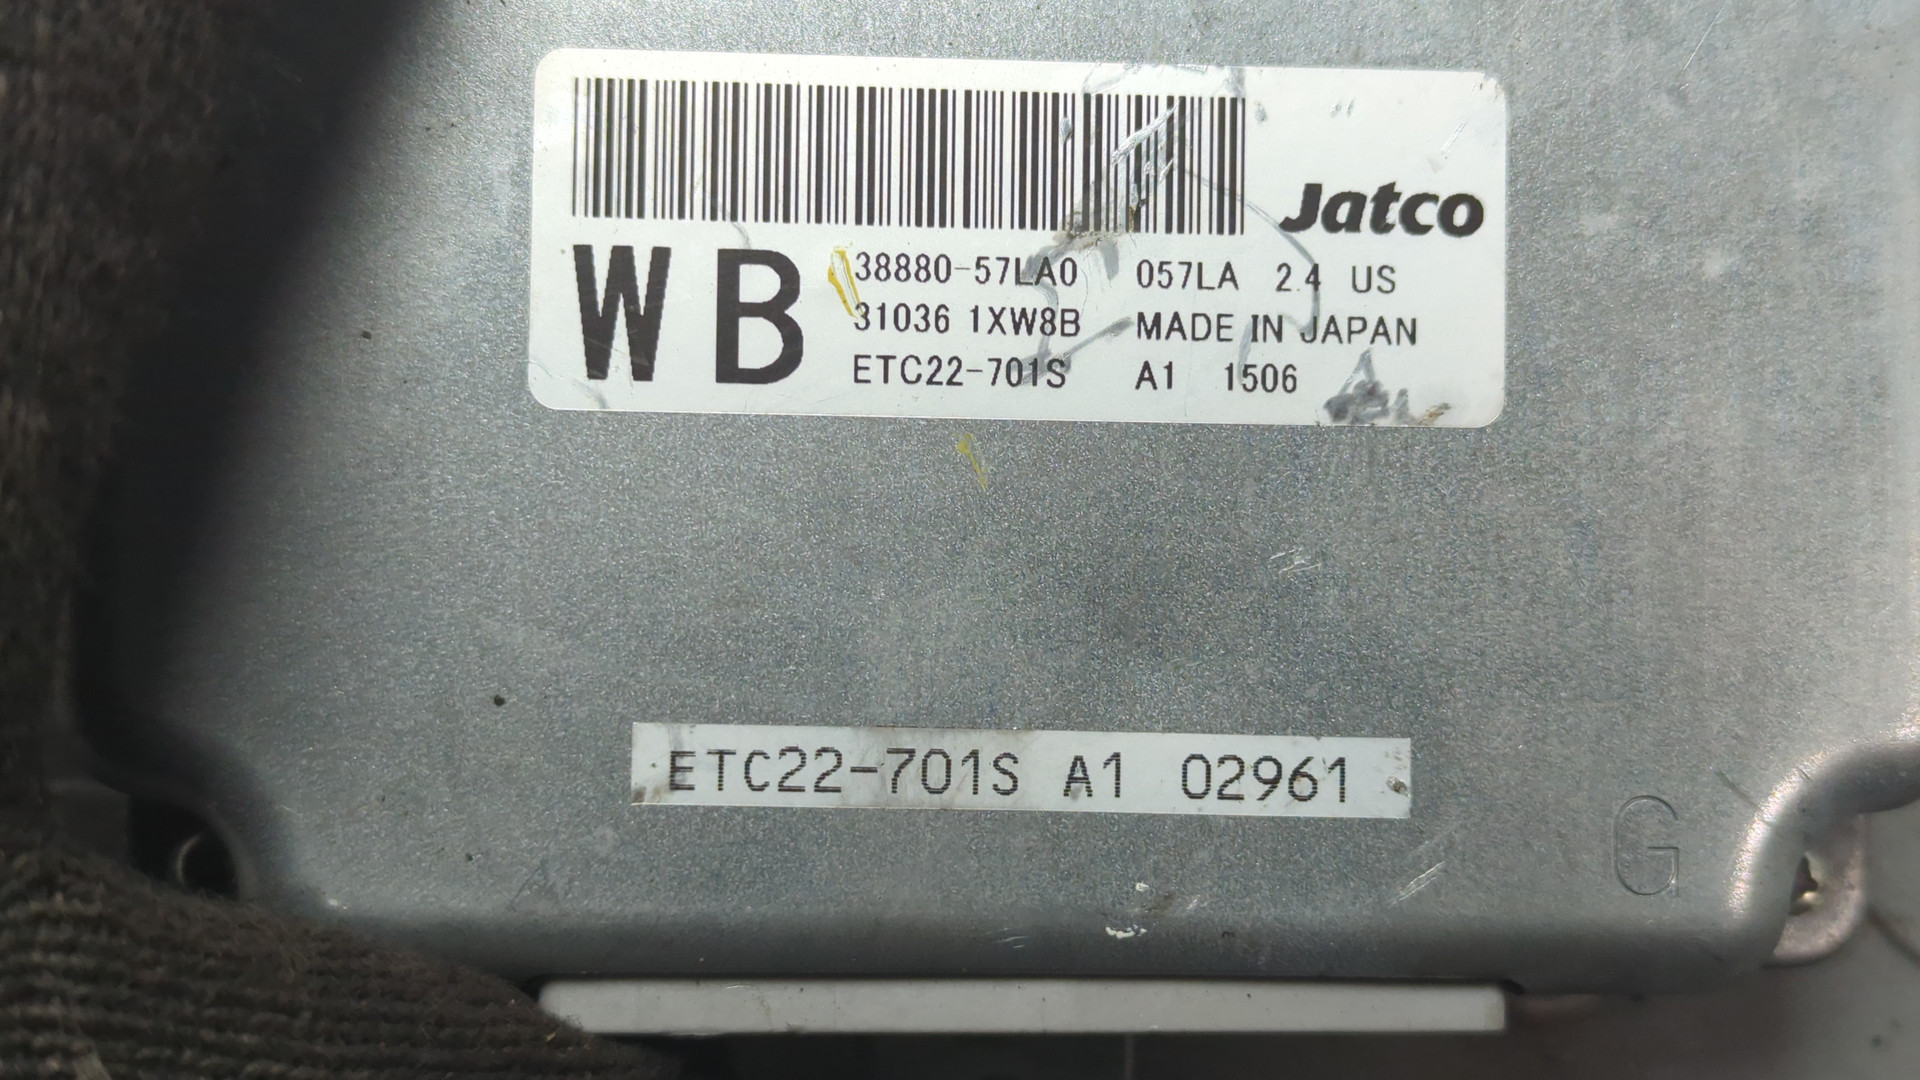 Jatco
WB
38880-57LA0 057LA 2.4 US
31036 1XW8B MADE IN JAPAN
ETC22-701S A1 1506
ETC22-701S A1 02961
G